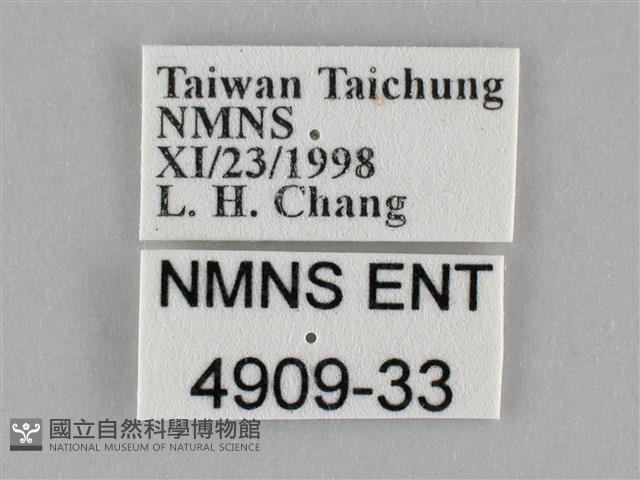 Taiwan Taichung
NMNS
XI/23/1998
L. H. Chang
NMNS ENT
4909-33
國立自然科學博物館
NATIONAL MUSEUM OF NATURAL SCIENCE